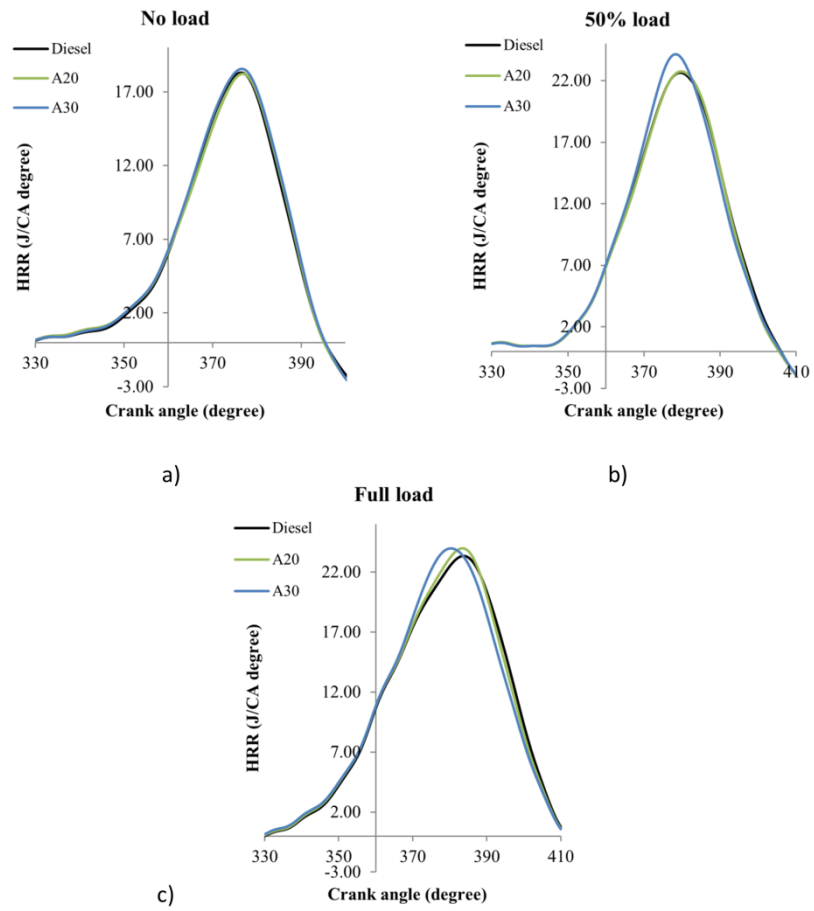 No load
Diesel
A20
A30
HRR (J/CA degree)
17.00
12.00
7.00
2.00
-3.00
330 350 370 390
Crank angle (degree)
a)
50% load
Diesel
A20
A30
HRR (J/CA degree)
22.00
17.00
12.00
7.00
2.00
-3.00
330 350 370 390 410
Crank angle (degree)
b)
Full load
Diesel
A20
A30
HRR (J/CA degree)
22.00
17.00
12.00
7.00
2.00
-3.00
330 350 370 390 410
Crank angle (degree)
c)